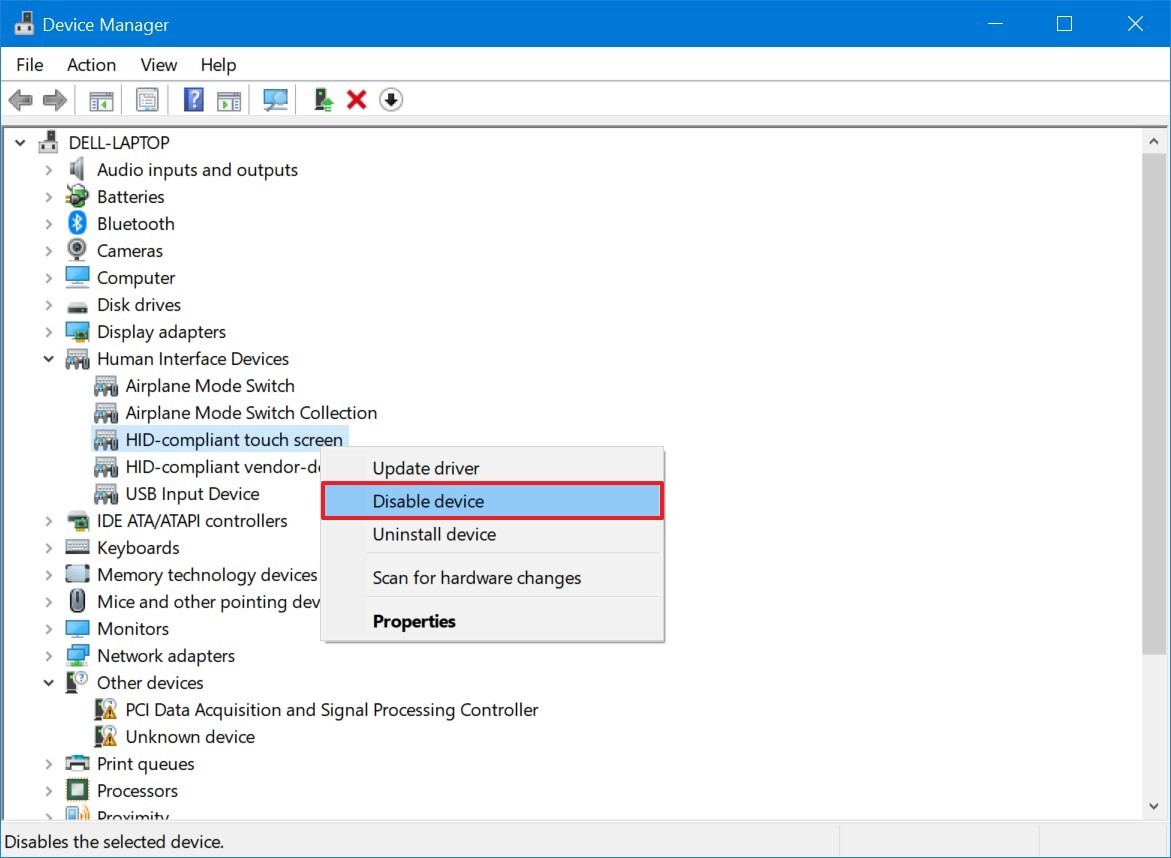 Device Manager
File Action View Help
DELL-LAPTOP
Audio inputs and outputs
Batteries
Bluetooth
Cameras
Computer
Disk drives
Display adapters
Human Interface Devices
Airplane Mode Switch
Airplane Mode Switch Collection
HID-compliant touch screen
HID-compliant vendor-de
USB Input Device
IDE ATA/ATAPI controllers
Keyboards
Memory technology devices
Mice and other pointing dev
Monitors
Network adapters
Other devices
PCI Data Acquisition and Signal Processing Controller
Unknown device
Print queues
Processors
Proximity
Update driver
Disable device
Uninstall device
Scan for hardware changes
Properties
Disables the selected device.